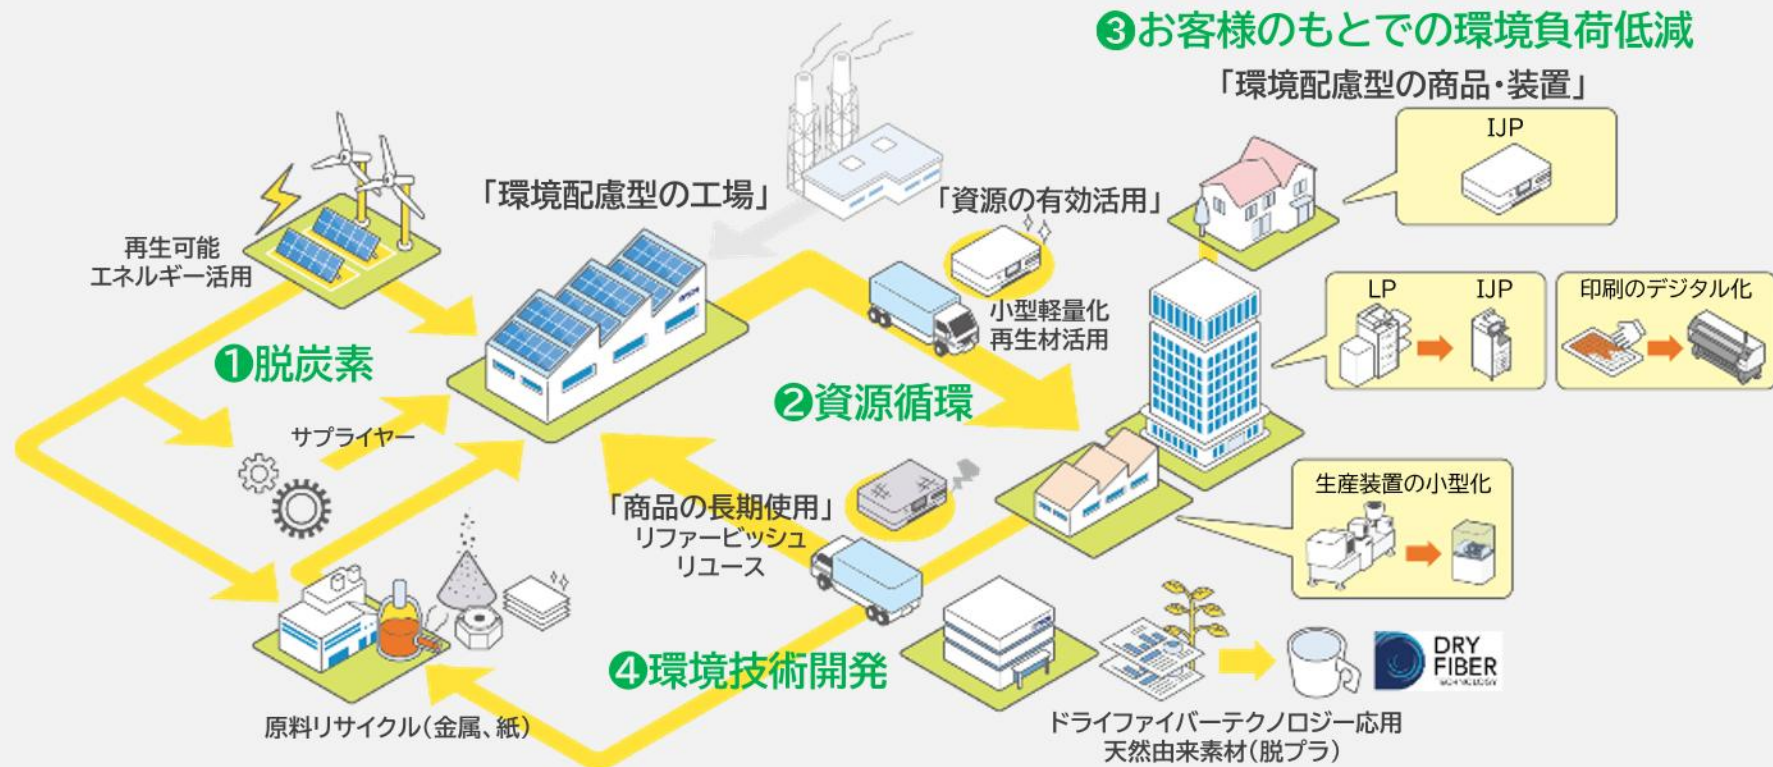 ❸お客様のもとでの環境負荷低減
「環境配慮型の商品・装置」
IJP
「環境配慮型の工場」
「資源の有効活用」
再生可能
エネルギー活用
小型軽量化
再生材活用
LP
IJP
印刷のデジタル化
❶脱炭素
❷資源循環
サプライヤー
「商品の長期使用」
リファービッシュ
リユース
生産装置の小型化
❹環境技術開発
DRY
FIBER
TECHNOLOGY
原料リサイクル(金属、紙)
ドライファイバーテクノロジー応用
天然由来素材(脱プラ)